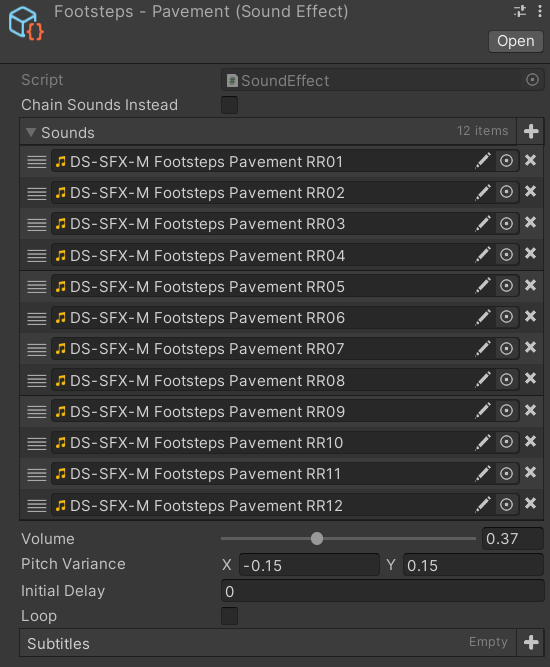 Footsteps - Pavement (Sound Effect)
Open
Script SoundEffect
Chain Sounds Instead
Sounds 12 items
DS-SFX-M Footsteps Pavement RR01
DS-SFX-M Footsteps Pavement RR02
DS-SFX-M Footsteps Pavement RR03
DS-SFX-M Footsteps Pavement RR04
DS-SFX-M Footsteps Pavement RR05
DS-SFX-M Footsteps Pavement RR06
DS-SFX-M Footsteps Pavement RR07
DS-SFX-M Footsteps Pavement RR08
DS-SFX-M Footsteps Pavement RR09
DS-SFX-M Footsteps Pavement RR10
DS-SFX-M Footsteps Pavement RR11
DS-SFX-M Footsteps Pavement RR12
Volume 0.37
Pitch Variance X -0.15 Y 0.15
Initial Delay 0
Loop
Subtitles Empty